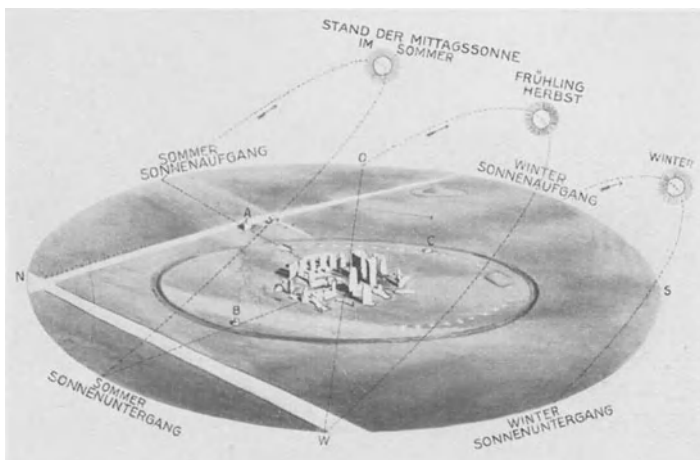 STAND DER MITTAGSSONNE
IM SOMMER
FRÜHLING
HERBST
SOMMER
SONNENAUFGANG
O
WINTER
SONNENAUFGANG
WINTER
A
C
N
S
B
SOMMER
SONNENUNTERGANG
W
WINTER
SONNENUNTERGANG